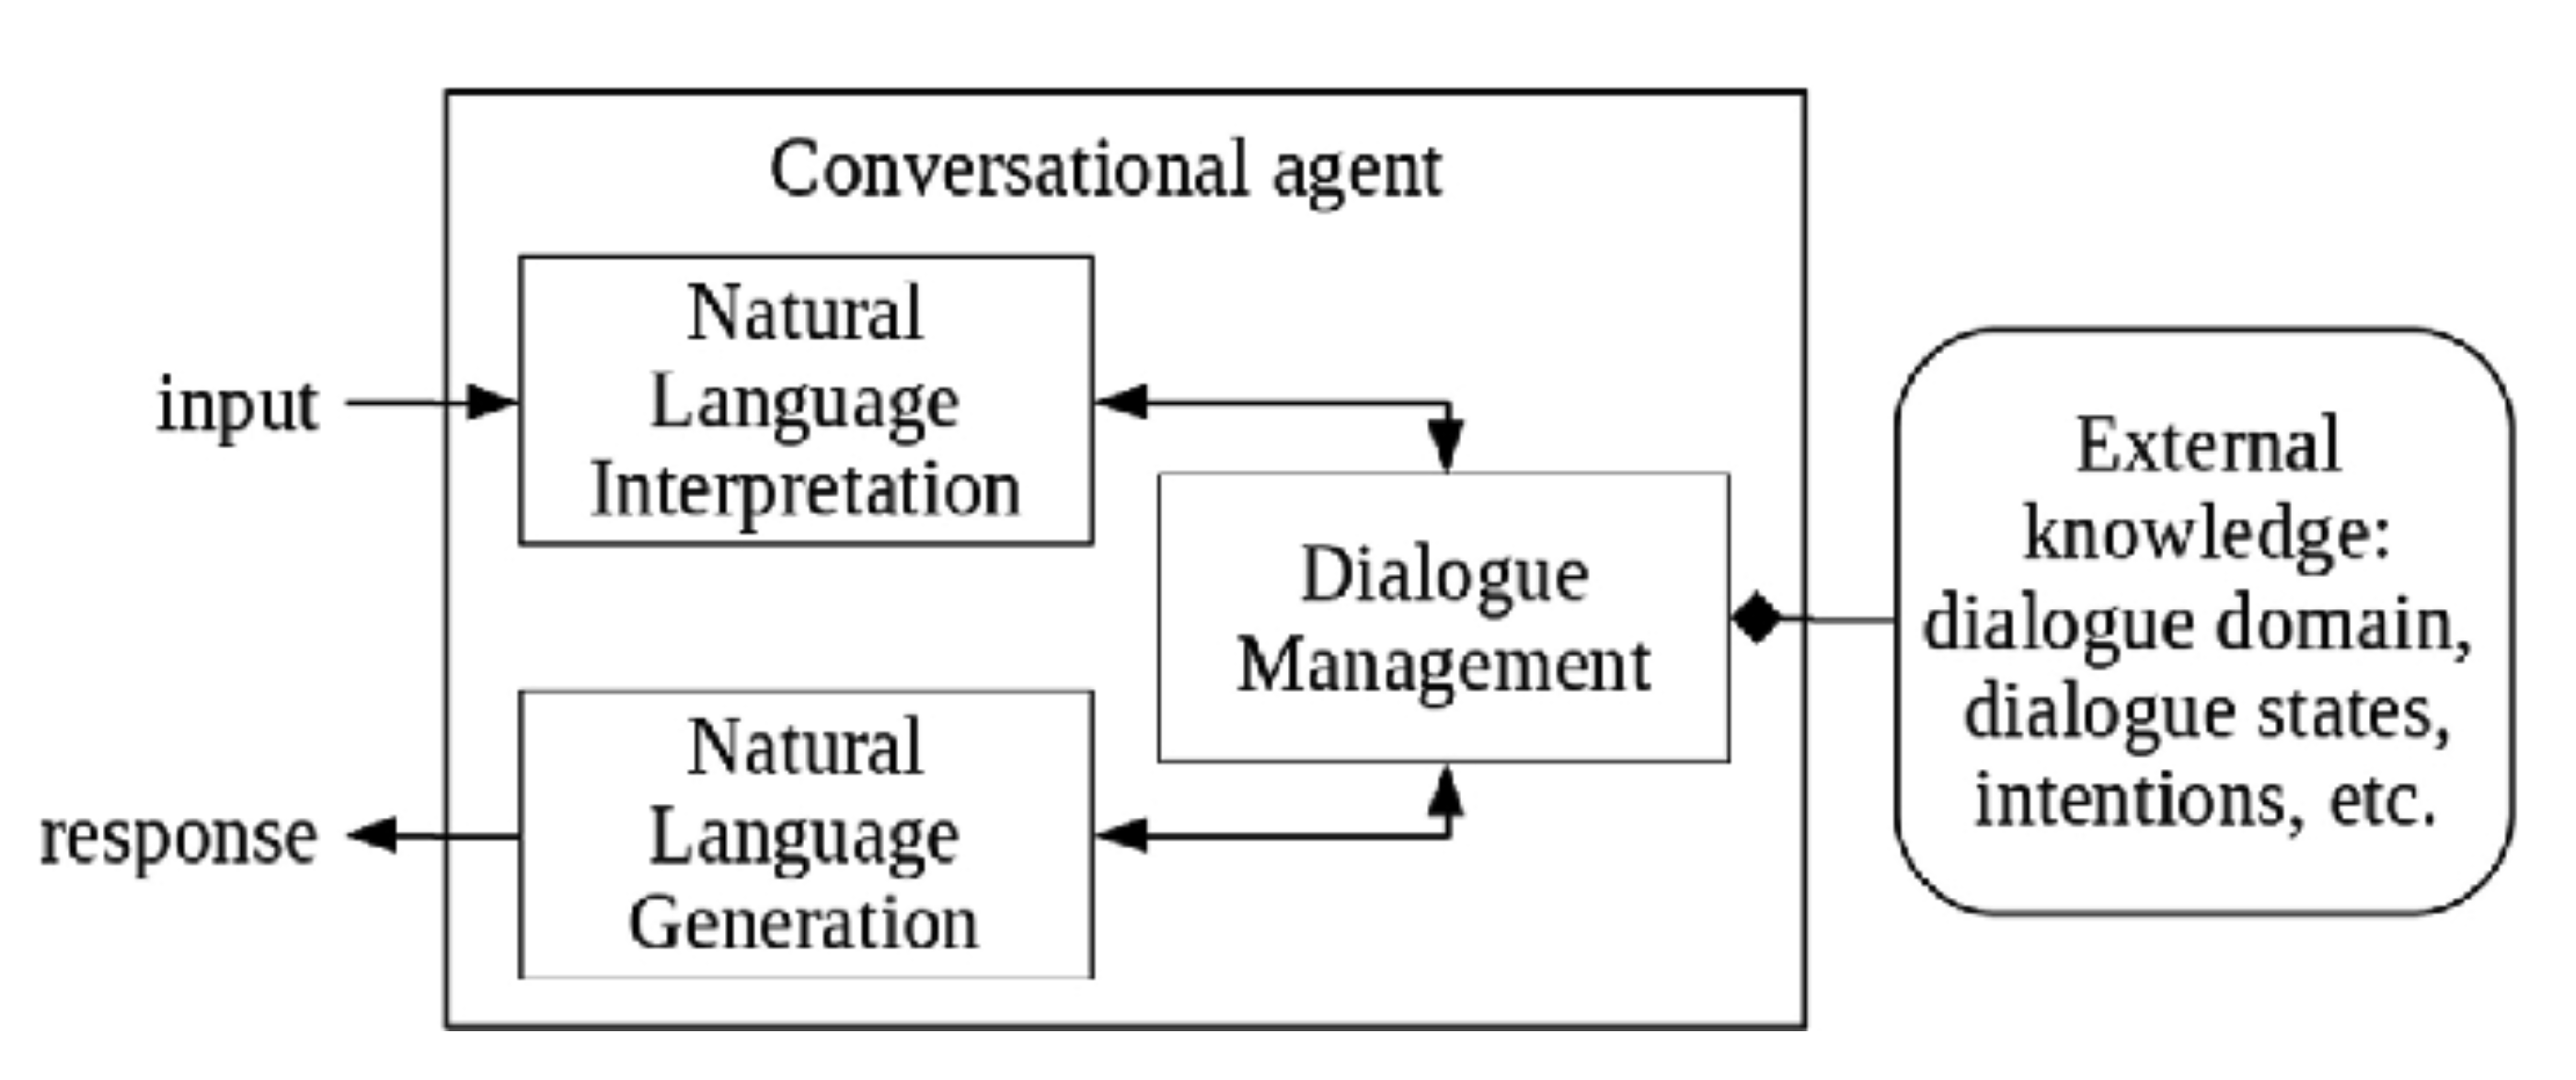 Conversational agent
Natural
Language
Interpretation
input
Dialogue
Management
External
knowledge:
dialogue domain,
dialogue states,
intentions, etc.
Natural
Language
Generation
response